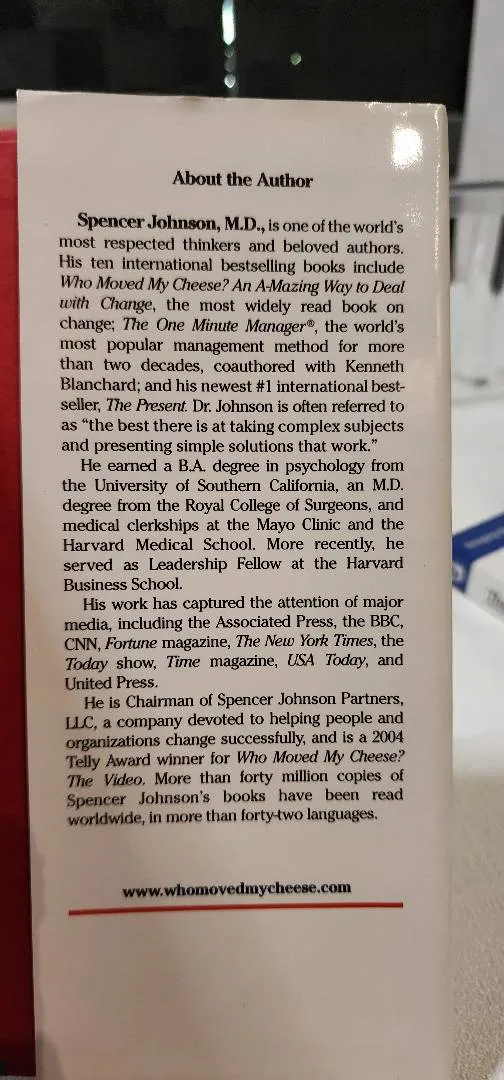 About the Author
Spencer Johnson, M.D., is one of the world's
most respected thinkers and beloved authors.
His ten international bestselling books include
Who Moved My Cheese? An A-Mazing Way to Deal
with Change, the most widely read book on
change; The One Minute Manager®, the world's
most popular management method for more
than two decades, coauthored with Kenneth
Blanchard; and his newest #1 international best-
seller, The Present. Dr. Johnson is often referred to
as "the best there is at taking complex subjects
and presenting simple solutions that work."
He earned a B.A. degree in psychology from
the University of Southern California, an M.D.
degree from the Royal College of Surgeons, and
medical clerkships at the Mayo Clinic and the
Harvard Medical School. More recently, he
served as Leadership Fellow at the Harvard
Business School.
His work has captured the attention of major
media, including the Associated Press, the BBC,
CNN, Fortune magazine, The New York Times, the
Today show, Time magazine, USA Today, and
United Press.
He is Chairman of Spencer Johnson Partners,
LLC, a company devoted to helping people and
organizations change successfully, and is a 2004
Telly Award winner for Who Moved My Cheese?
The Video. More than forty million copies of
Spencer Johnson's books have been read
worldwide, in more than forty-two languages.
www.whomovedmycheese.com